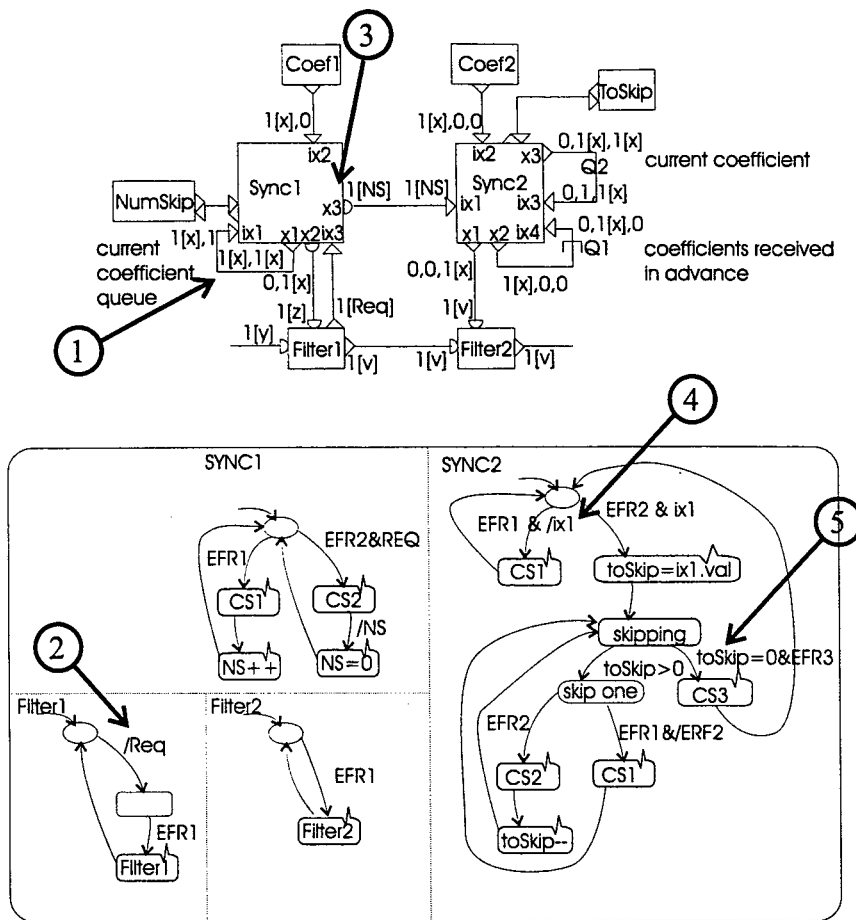 3
Coef1
Coef2
ToSkip
1[x],0
1[x],0,0
0,1[x],1[x]
ix2
ix2
x3
Q2
current coefficient
Sync1
Sync2
NumSkip
1[NS]
1[NS]
x3
ix1
ix3
0,1,1[x]
1[x],1
ix1
x1
x2
ix3
x1
x2
ix4
0,1[x],0
Q1
current
coefficient
queue
1[x],1[x]
0,1[x]
0,0,1[x]
1[x],0,0
coefficients received
in advance
1
1[z]
1[Req]
1[v]
1[y]
Filter1
1[v]
1[v]
Filter2
1[v]
4
SYNC1
SYNC2
5
EFR1 & /ix1
EFR2 & ix1
EFR2&REQ
EFR1
CS1
CS2
CS1
toSkip=ix1.val
/NS
NS++
NS=0
skipping
2
toSkip>0
toSkip=0&EFR3
skip one
CS3
Filter1
Filter2
/Req
EFR2
EFR1&/ERF2
EFR1
CS2
CS1
EFR1
Filter1
Filter2
toSkip--